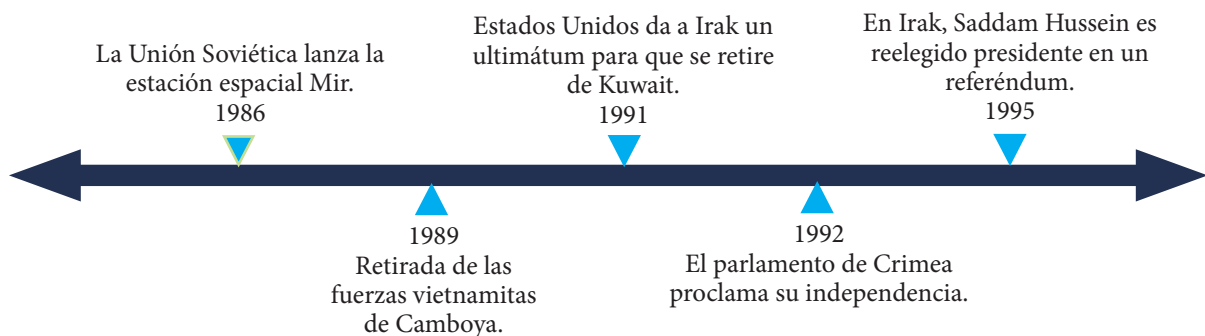 La Unión Soviética lanza la
estación espacial Mir.
1986
Estados Unidos da a Irak un
ultimátum para que se retire
de Kuwait.
1991
En Irak, Saddam Hussein es
reelegido presidente en un
referéndum.
1995
1989
Retirada de las
fuerzas vietnamitas
de Camboya.
1992
El parlamento de Crimea
proclama su independencia.